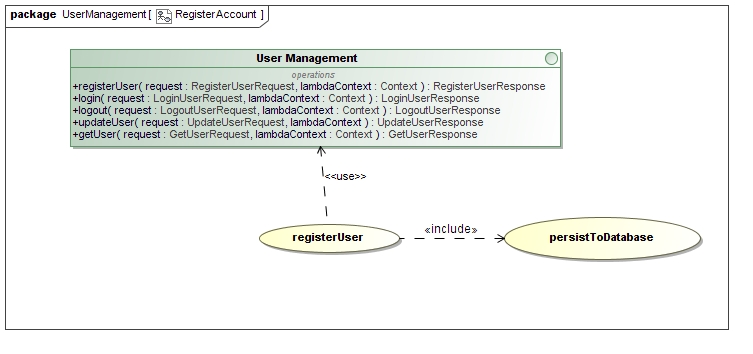 package UserManagement [ RegisterAccount ]
User Management
operations
+registerUser( request : RegisterUserRequest, lambdaContext : Context ) : RegisterUserResponse
+login( request : LoginUserRequest, lambdaContext : Context ) : LoginUserResponse
+logout( request : LogoutUserRequest, lambdaContext : Context ) : LogoutUserResponse
+updateUser( request : UpdateUserRequest, lambdaContext : Context ) : UpdateUserResponse
+getUser( request : GetUserRequest, lambdaContext : Context ) : GetUserResponse
<<use>>
registerUser
«include»
persistToDatabase